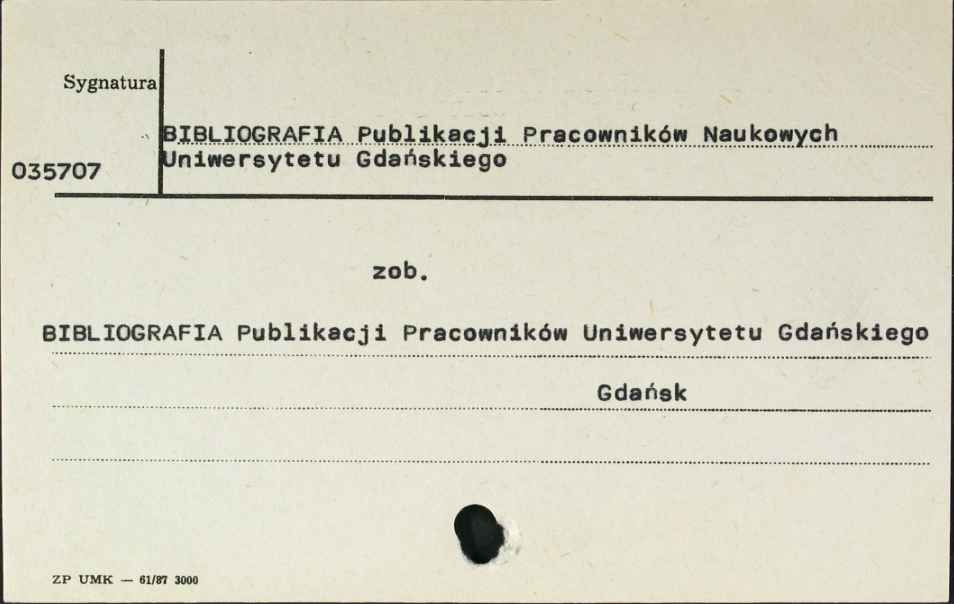 Sygnatura
BIBLIOGRAFIA Publikacji Pracowników Naukowych
Uniwersytetu Gdańskiego
035707
zob.
BIBLIOGRAFIA Publikacji Pracowników Uniwersytetu Gdańskiego
Gdańsk
ZP UMK — 61/87 3000